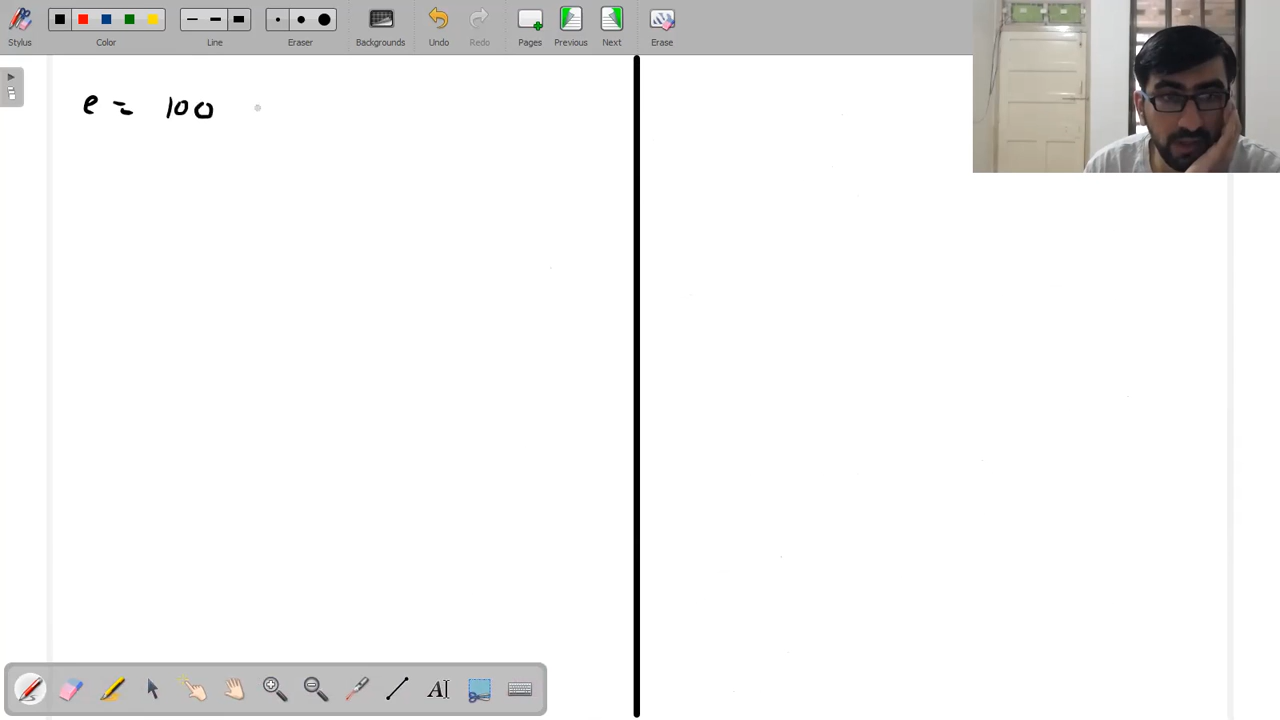 Stylus
Color
Line
Eraser
Backgrounds
Undo
Redo
Pages
Previous
Next
Erase
e = 100
A